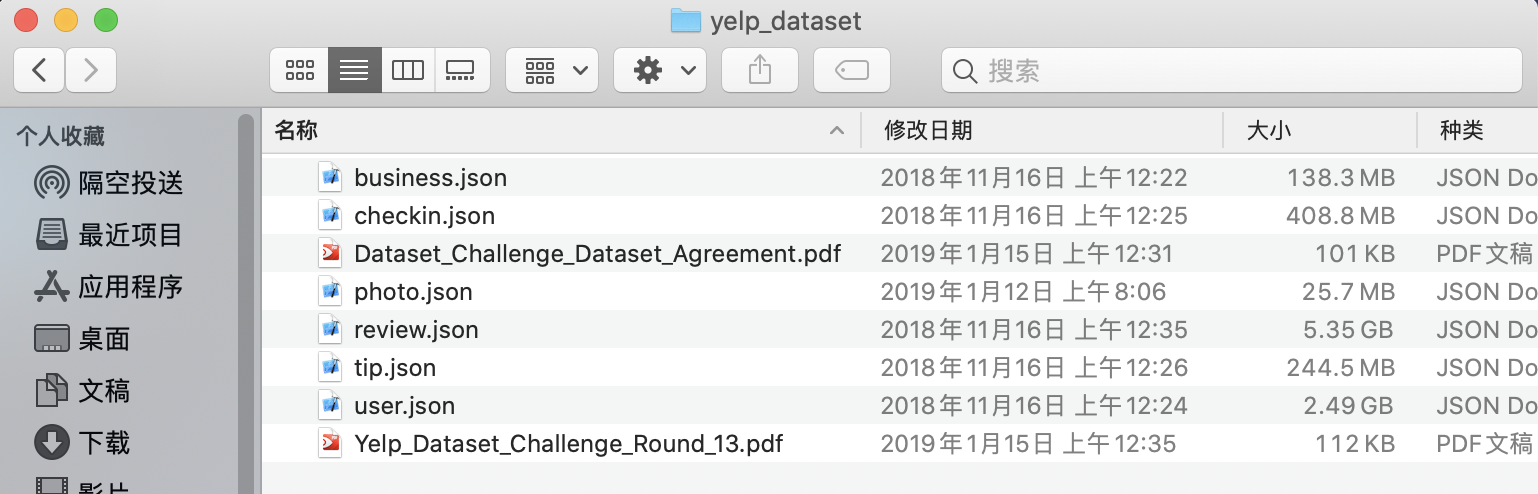 yelp_dataset
搜索
个人收藏
隔空投送
最近项目
应用程序
桌面
文稿
下载
影片
名称 修改日期 大小 种类
business.json 2018年11月16日 上午12:22 138.3 MB JSON Do
checkin.json 2018年11月16日 上午12:25 408.8 MB JSON Do
Dataset_Challenge_Dataset_Agreement.pdf 2019年1月15日 上午12:31 101 KB PDF文稿
photo.json 2019年1月12日 上午8:06 25.7 MB JSON Do
review.json 2018年11月16日 上午12:35 5.35 GB JSON Do
tip.json 2018年11月16日 上午12:26 244.5 MB JSON Do
user.json 2018年11月16日 上午12:24 2.49 GB JSON Do
Yelp_Dataset_Challenge_Round_13.pdf 2019年1月15日 上午12:35 112 KB PDF文稿